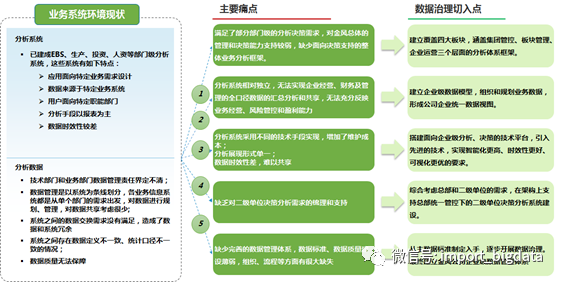 业务系统环境现状
分析系统
• 已建成EBS、生产、投资、人资等部门级分析系统，这些系统有如下特点：
➢ 应用面向特定业务需求设计
➢ 数据来源于特定业务系统
➢ 用户面向特定职能部门
➢ 分析手段以报表为主
➢ 数据时效性较差
分析数据
• 技术部门和业务部门数据管理责任界定不清；
• 数据管理是以系统为条线划分，各业务信息系统都是从单个部门的需求出发，对数据进行规划、管理，对数据共享考虑很少；
• 系统之间的数据交换需求没有满足，造成了数据和系统冗余
• 系统之间存在数据定义不一致、统计口径不一致的情况；
• 数据质量无法保障
主要痛点
满足了部分部门级的分析决策需求，对金风总体的管理和决策能力支持较弱，缺少面向决策支持的整体业务分析框架。
1
分析系统相对独立，无法实现企业经营、财务及管理的全口径数据的汇总分析和共享，无法充分反映业务经营、风险管控和盈利能力
2
分析系统采用不同的技术手段实现，增加了维护成本；
分析展现形式单一；
数据时效性差，难以共享
3
缺乏对二级单位决策分析需求的梳理和支持
4
缺少完善的数据管理体系，数据标准、数据质量建设薄弱，组织、流程等方面有很大缺失
5
数据治理切入点
建立覆盖四大板块，涵盖集团管控、板块管理、企业运营三个层面的分析体系框架。
建立企业级数据模型，组织和规划业务数据，形成公司企业统一数据视图。
搭建面向企业级分析、决策的技术平台，引入先进的技术，实现智能化更高、时效性更好、可视化更优的要求。
综合考虑总部和二级单位的需求，在架构上支持总部统一管控下的二级单位决策分析系统建设。
从主数据标准制定入手，逐步开展数据治理。
微信号: import_bigdata